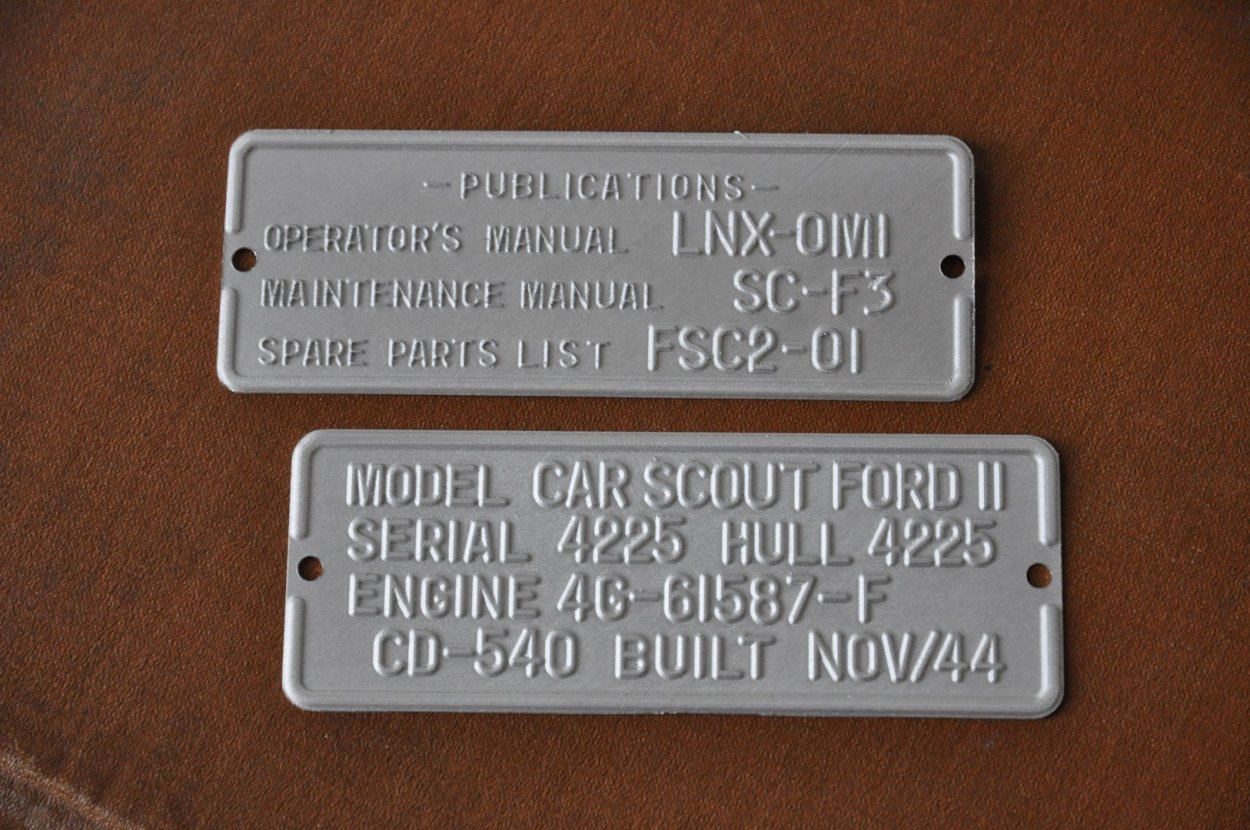 -PUBLICATIONS-
OPERATOR'S MANUAL LNX-OM1
MAINTENANCE MANUAL SC-F3
SPARE PARTS LIST FSC2-01
MODEL CAR SCOUT FORD II
SERIAL 4225 HULL 4225
ENGINE 4G-61587-F
CD-540 BUILT NOV/44